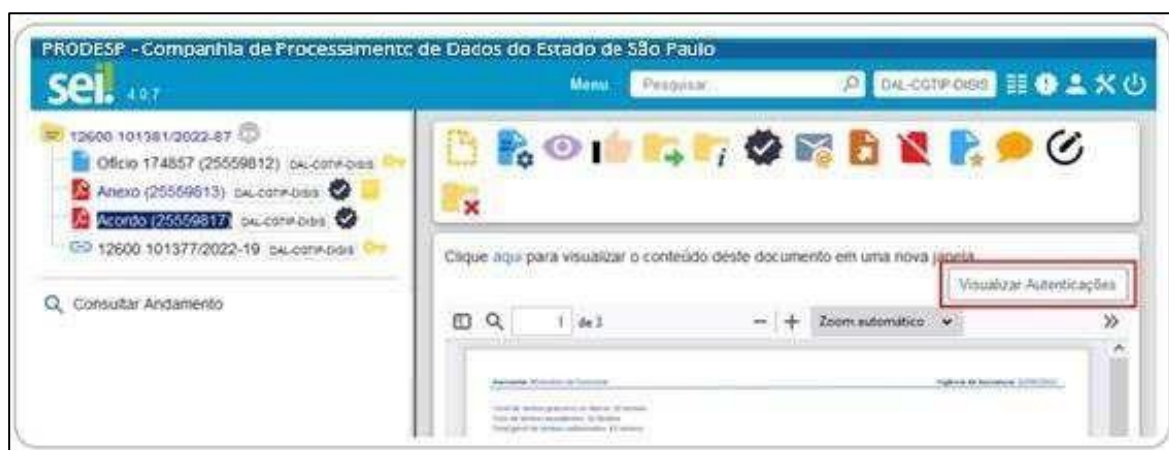 PRODESP - Companhia de Processamento de Dados do Estado de São Paulo
sei! 4.0.7
Menu Pesquisar... DAL-CGTIP-DISIS
12600 101381/2022-87
Ofício 174857 (25559812) DAL-CGTIP-DISIS
Anexo (25559813) DAL-CGTIP-DISIS
Acordo (25559817) DAL-CGTIP-DISIS
12600 101377/2022-19 DAL-CGTIP-DISIS
Consultar Andamento
Clique aqui para visualizar o conteúdo deste documento em uma nova janela
Visualizar Autenticações
1 de 3 Zoom automático